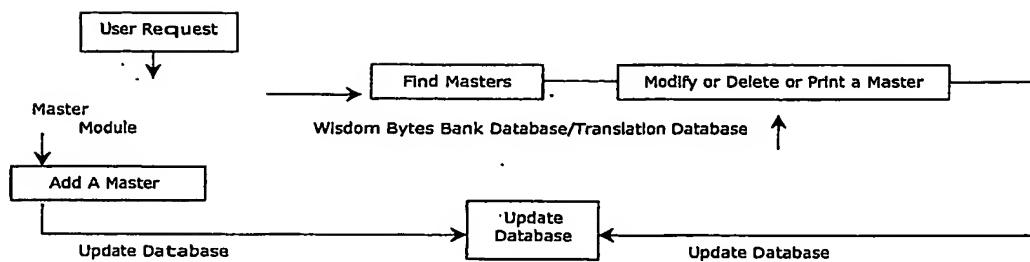 User Request
Find Masters
Modify or Delete or Print a Master
Master
Module
Wisdom Bytes Bank Database/Translation Database
Add A Master
Update
Database
Update Database
Update Database